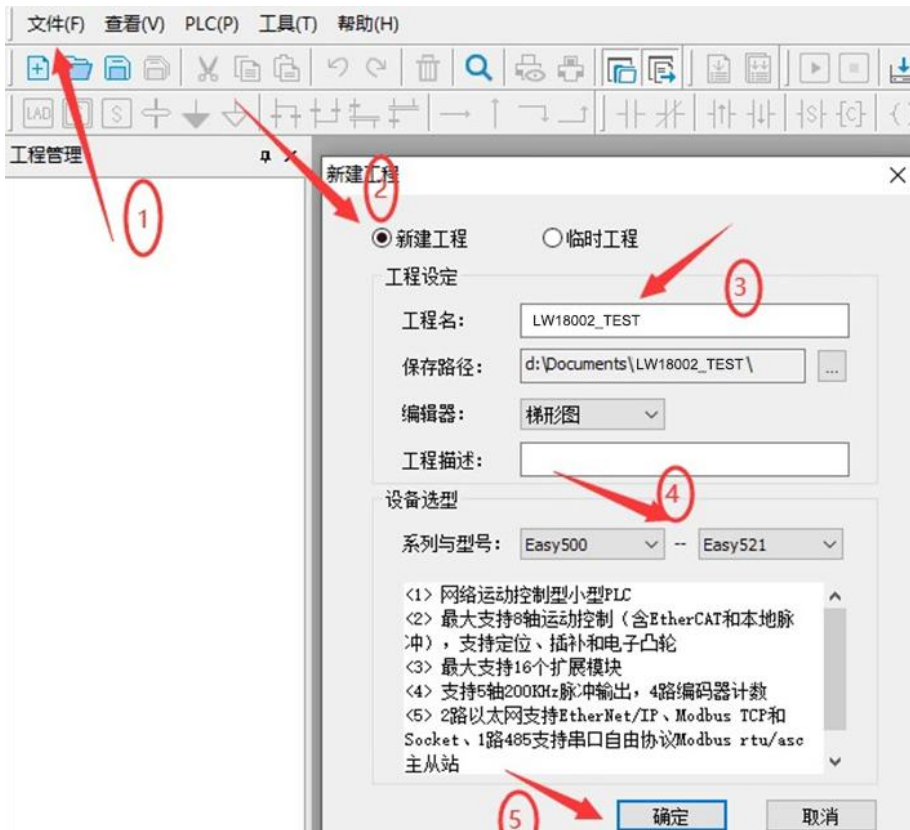 文件(F) 查看(V) PLC(P) 工具(T) 帮助(H)
LAD S S C
工程管理
1
新建工程
2
新建工程 临时工程
3
工程设定
工程名： LW18002_TEST
保存路径： d:\Documents\LW18002_TEST\ ...
编辑器： 梯形图
工程描述：
4
设备选型
系列与型号： Easy500 -- Easy521
<1> 网络运动控制型小型PLC
<2> 最大支持8轴运动控制（含EtherCAT和本地脉
冲），支持定位、插补和电子凸轮
<3> 最大支持16个扩展模块
<4> 支持5轴200KHz脉冲输出，4路编码器计数
<5> 2路以太网支持EtherNet/IP、Modbus TCP和
Socket、1路485支持串口自由协议Modbus rtu/asc
主从站
5
确定 取消